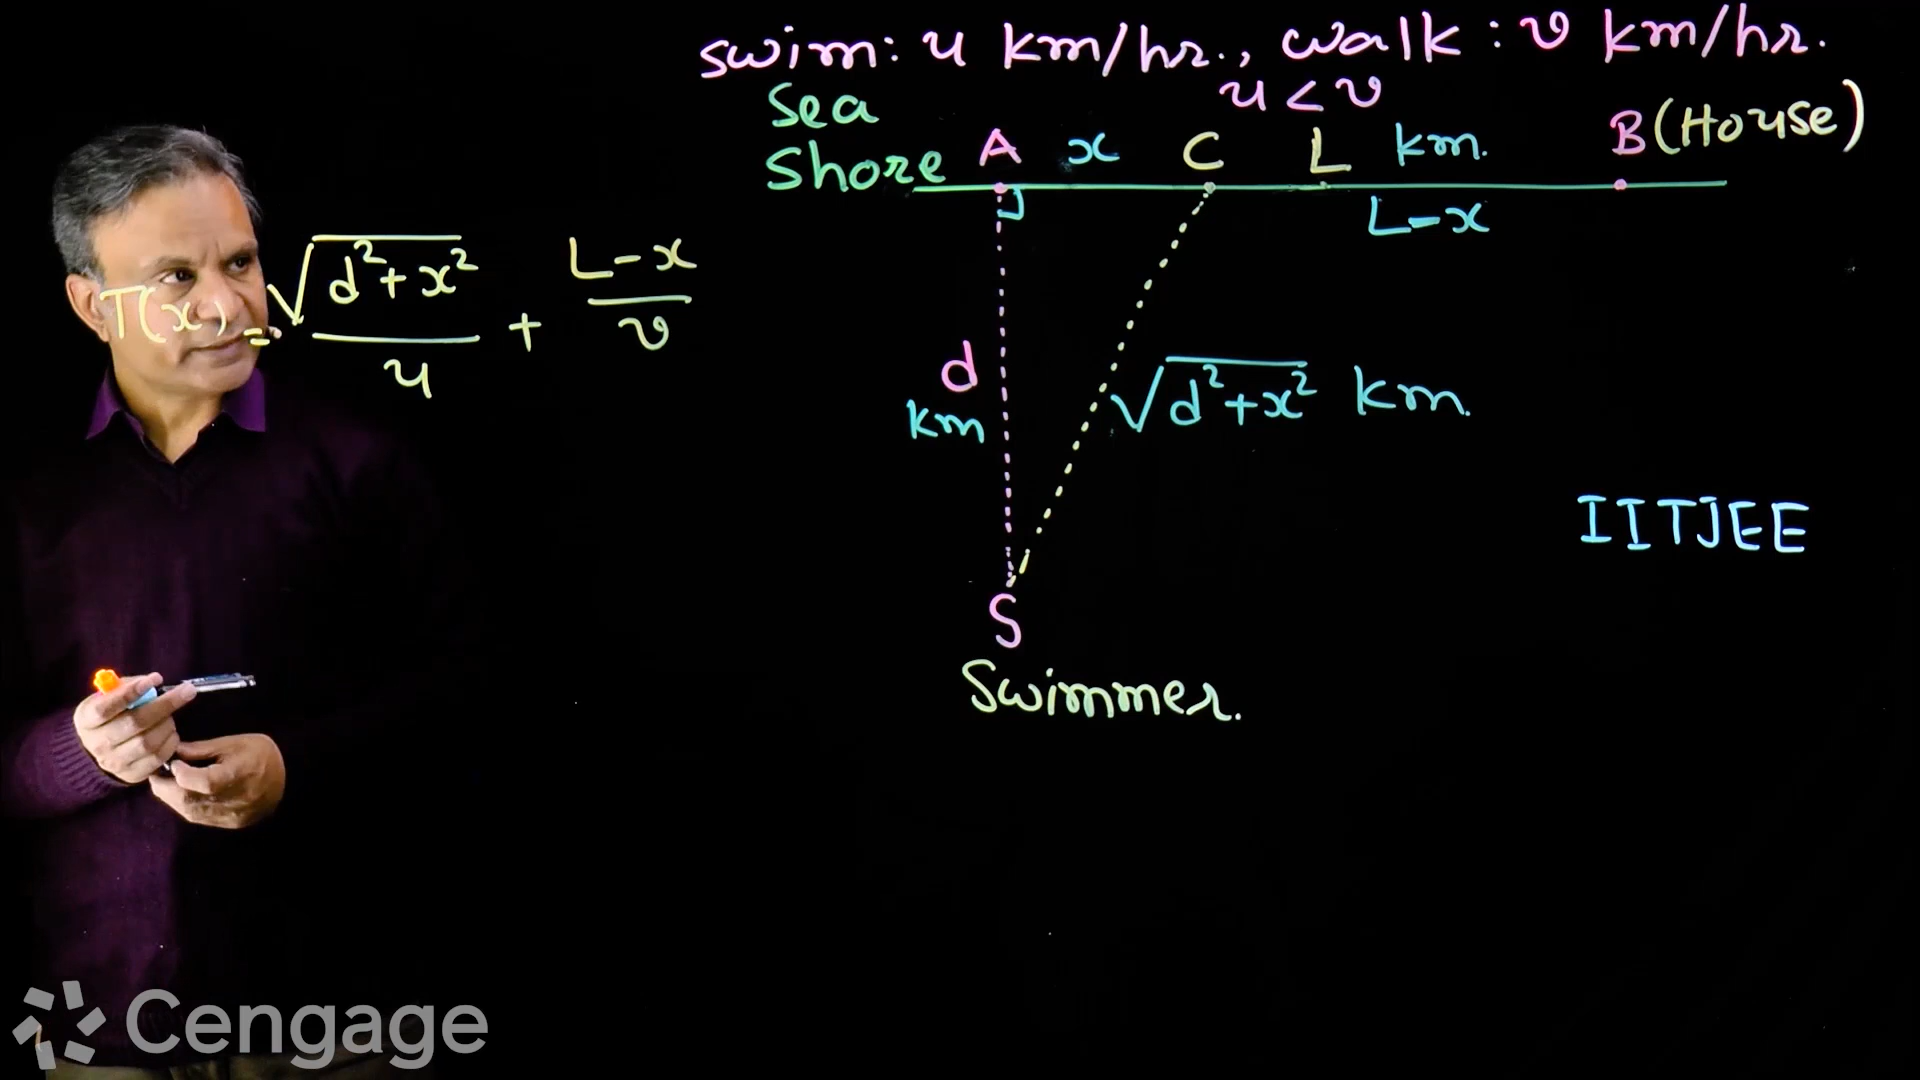 swim: u km/hr., walk: v km/hr.
u < v
Sea
Shore A x C L km. B (House)
L-x
T(x) = √(d²+x²)/u + (L-x)/v
d
km
√(d²+x²) km.
IITJEE
S
Swimmer.
Cengage